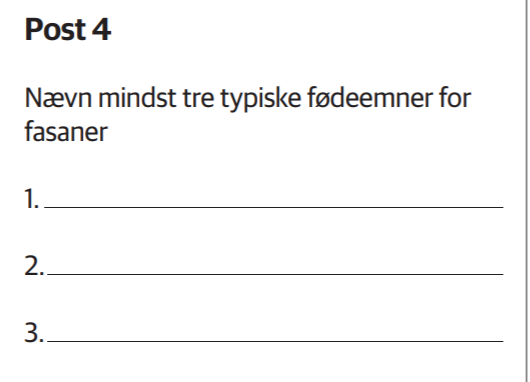 Post 4
Nævn mindst tre typiske fødeemner for
fasaner
1.
2.
3.